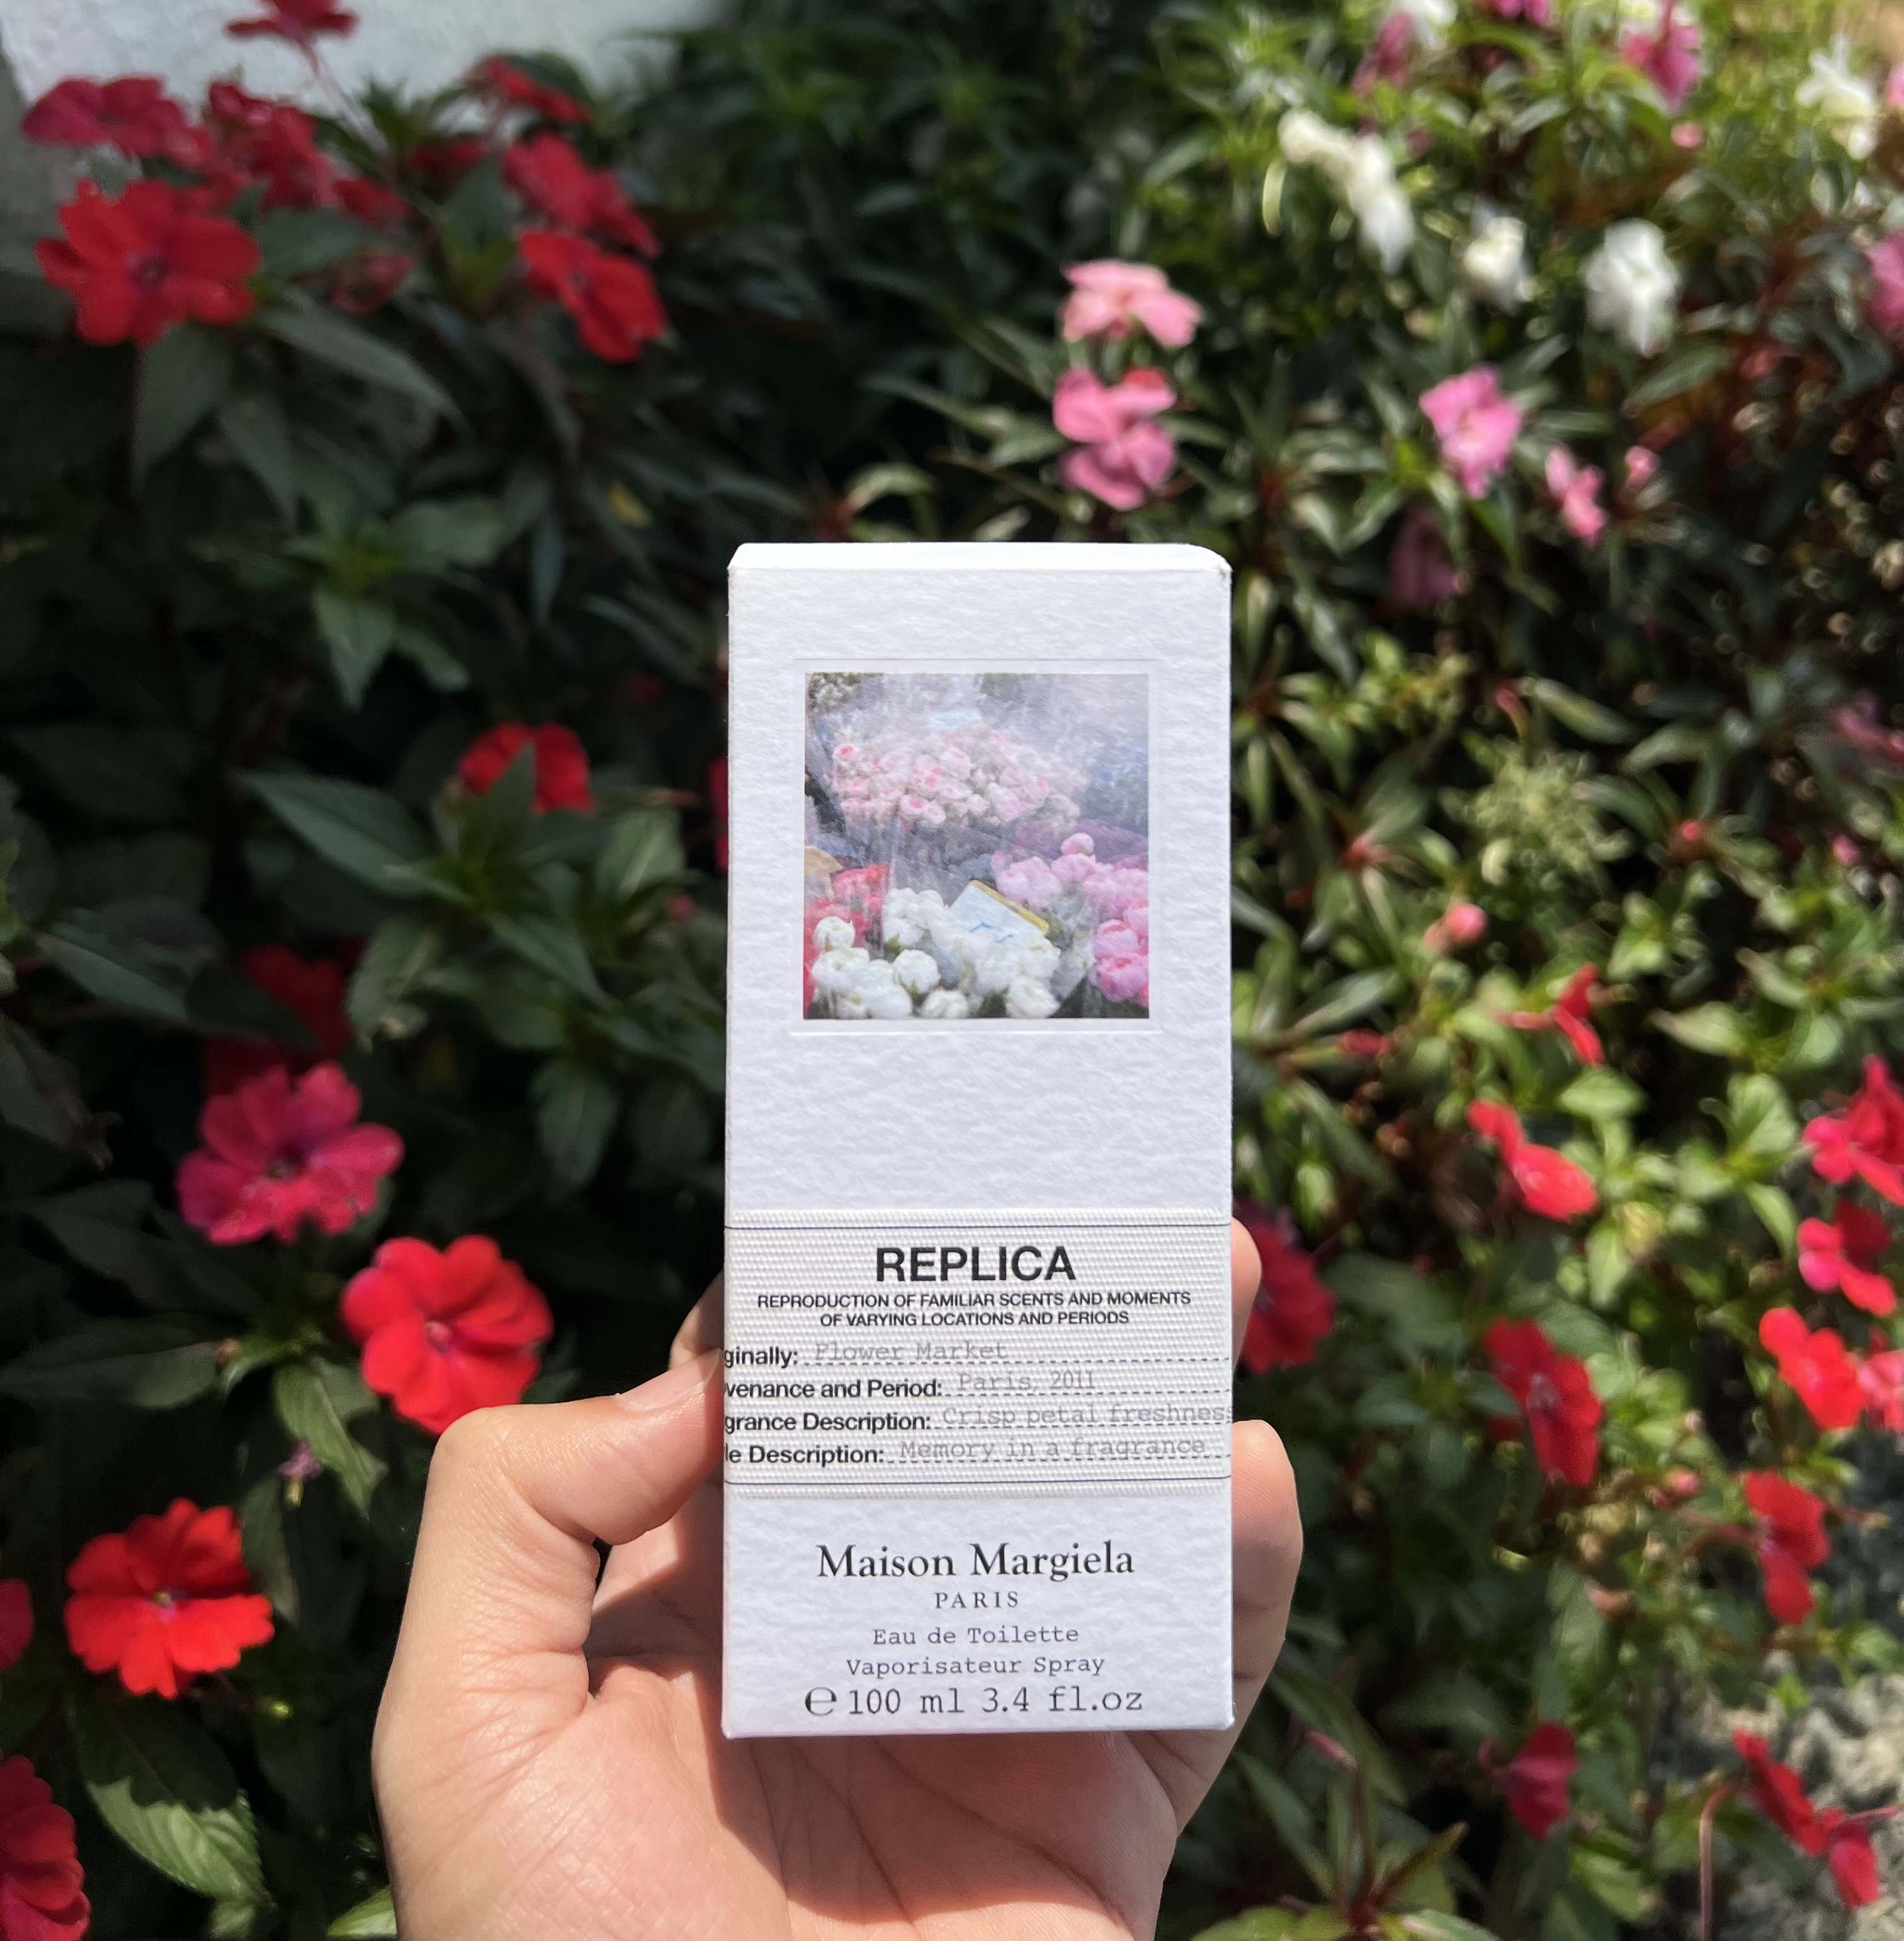 REPLICA
REPRODUCTION OF FAMILIAR SCENTS AND MOMENTS
OF VARYING LOCATIONS AND PERIODS
ginally: Flower Market
venance and Period: Paris, 2011
grance Description: Crisp petal freshness
le Description: Memory in a fragrance
Maison Margiela
PARIS
Eau de Toilette
Vaporisateur Spray
℮ 100 ml 3.4 fl.oz